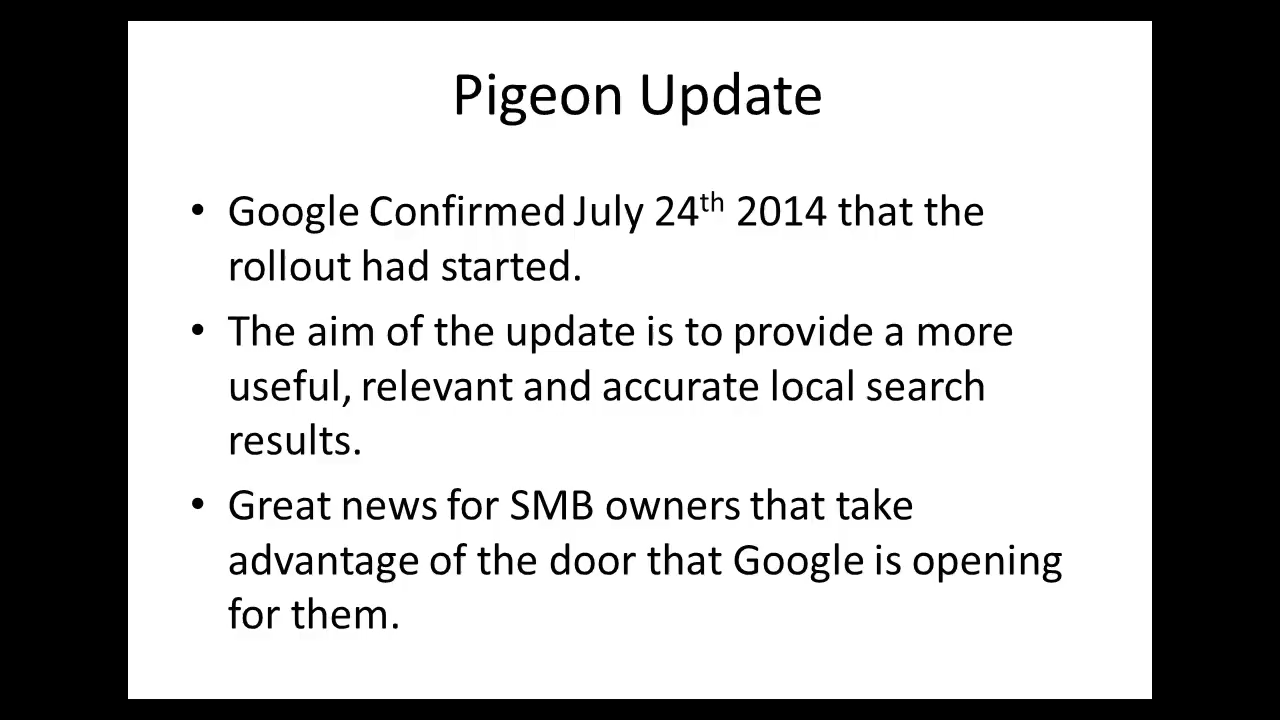 Pigeon Update
• Google Confirmed July 24th 2014 that the
rollout had started.
• The aim of the update is to provide a more
useful, relevant and accurate local search
results.
• Great news for SMB owners that take
advantage of the door that Google is opening
for them.